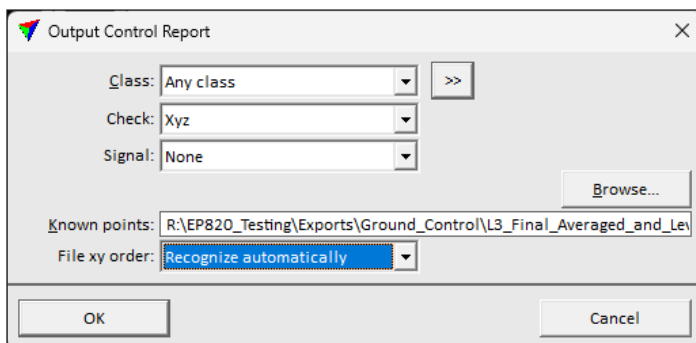 Output Control Report
Class: Any class >>
Check: Xyz
Signal: None
Browse...
Known points: R:\EP820_Testing\Exports\Ground_Control\L3_Final_Averaged_and_Lev
File xy order: Recognize automatically
OK Cancel